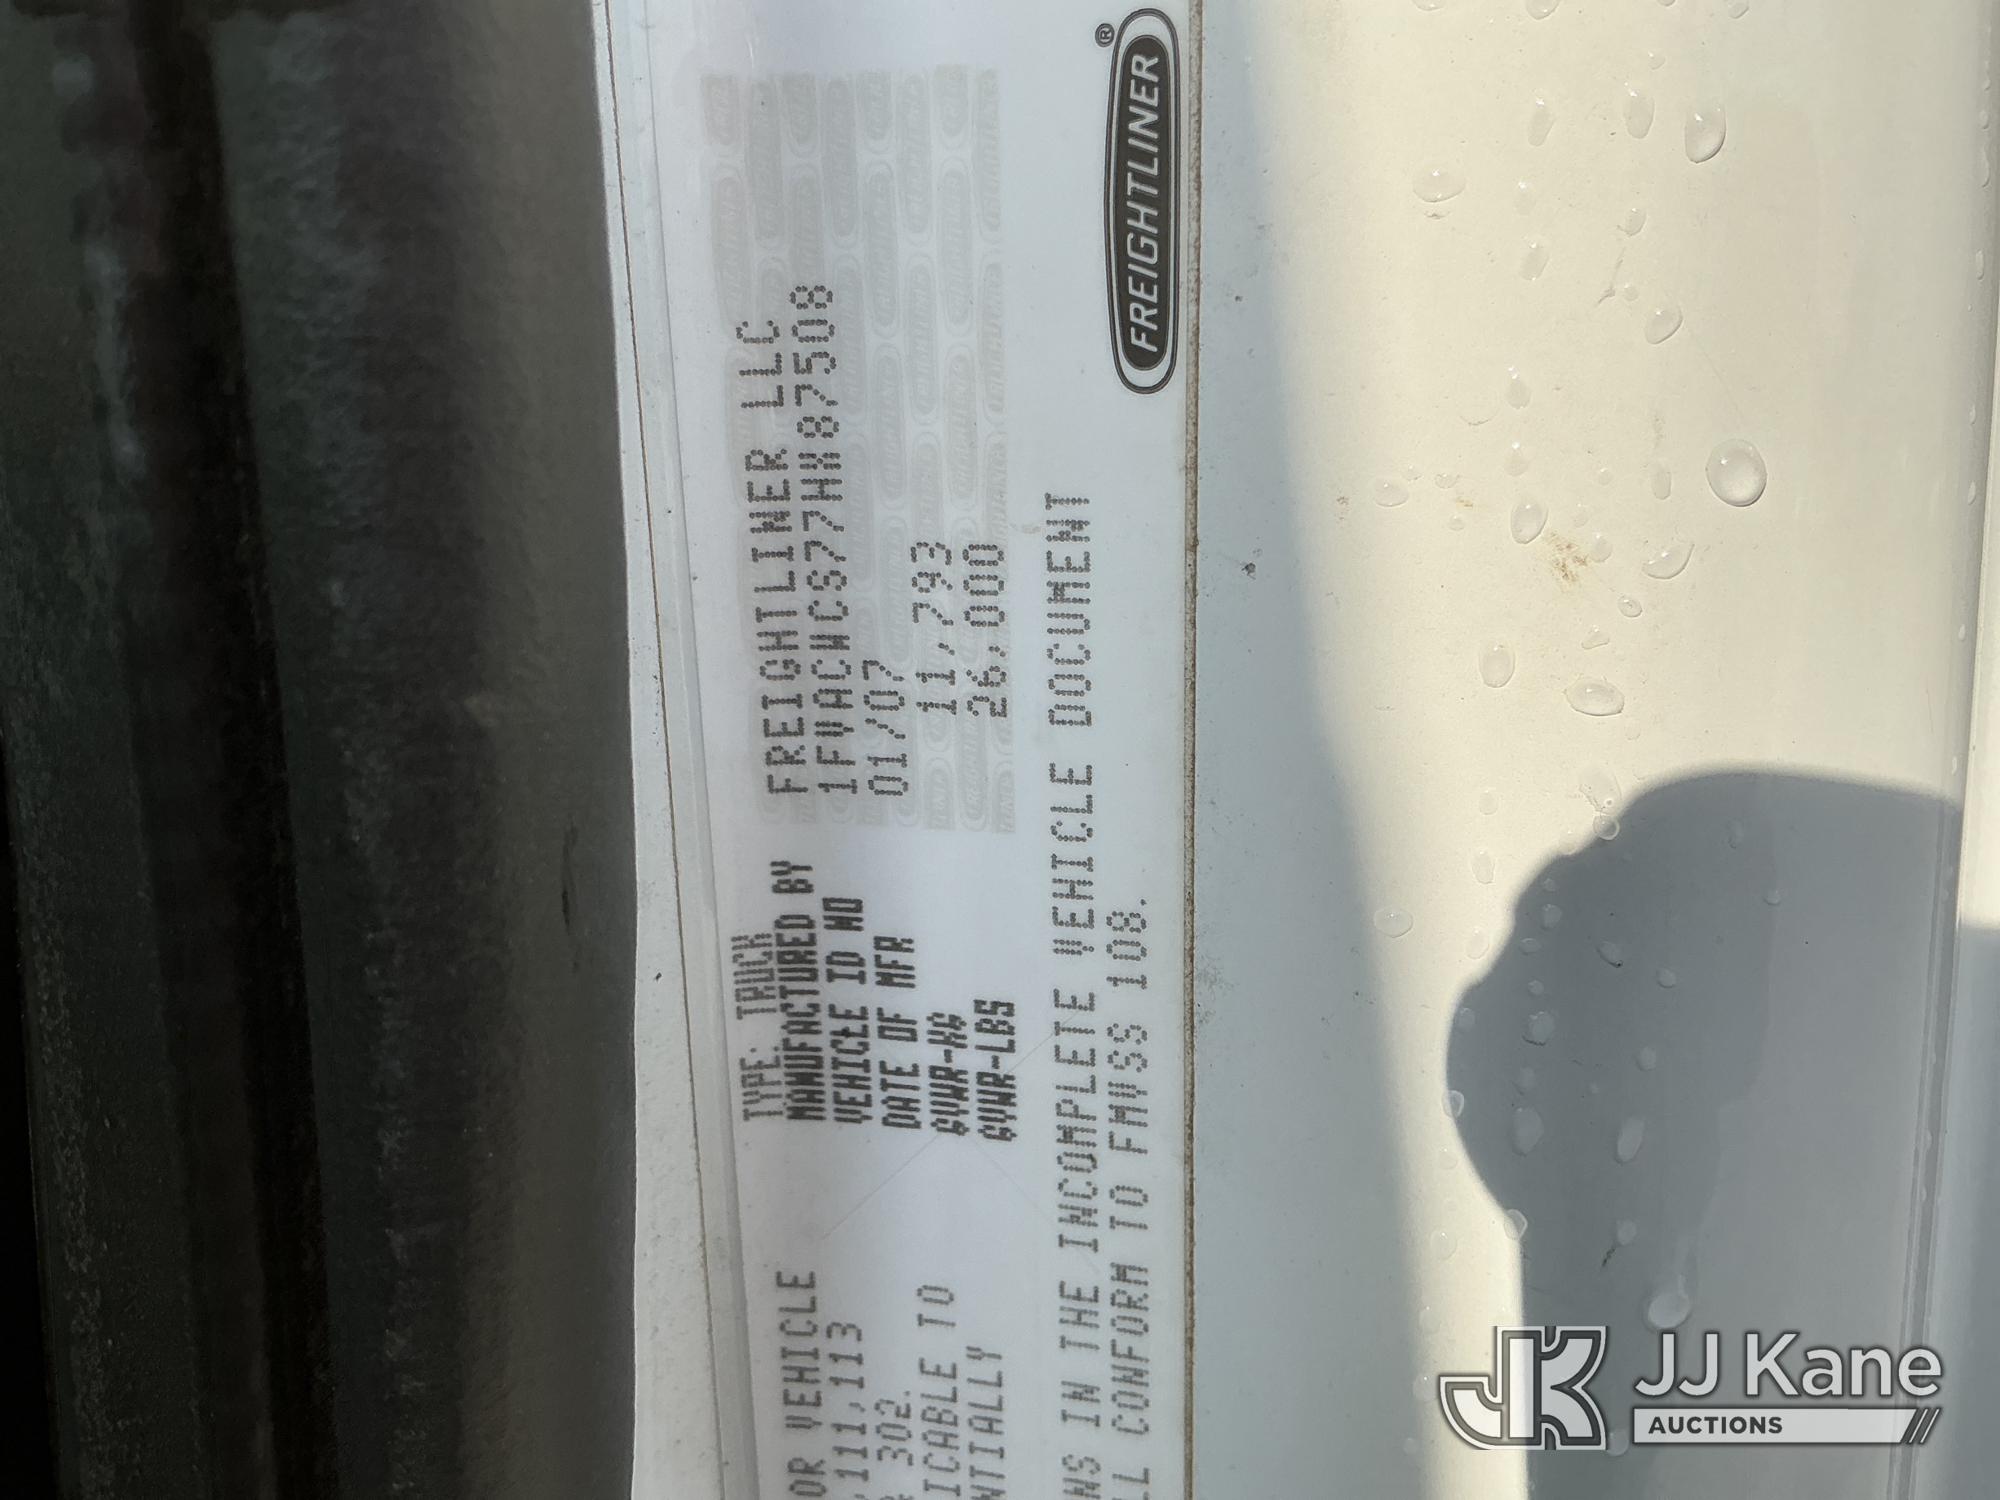 FREIGHTLINER®
TYPE: TRUCK
MANUFACTURED BY FREIGHTLINER LLC
VEHICLE ID NO 1FVACWCS77HX87508
DATE OF MFR 01/07
GVWR-KG 11,793
GVWR-LBS 26,000
OR VEHICLE
,111,113
302.
ICABLE TO
NTIALLY
NS IN THE INCOMPLETE VEHICLE DOCUMENT
LL CONFORM TO FMVSS 108.
JJ Kane
AUCTIONS